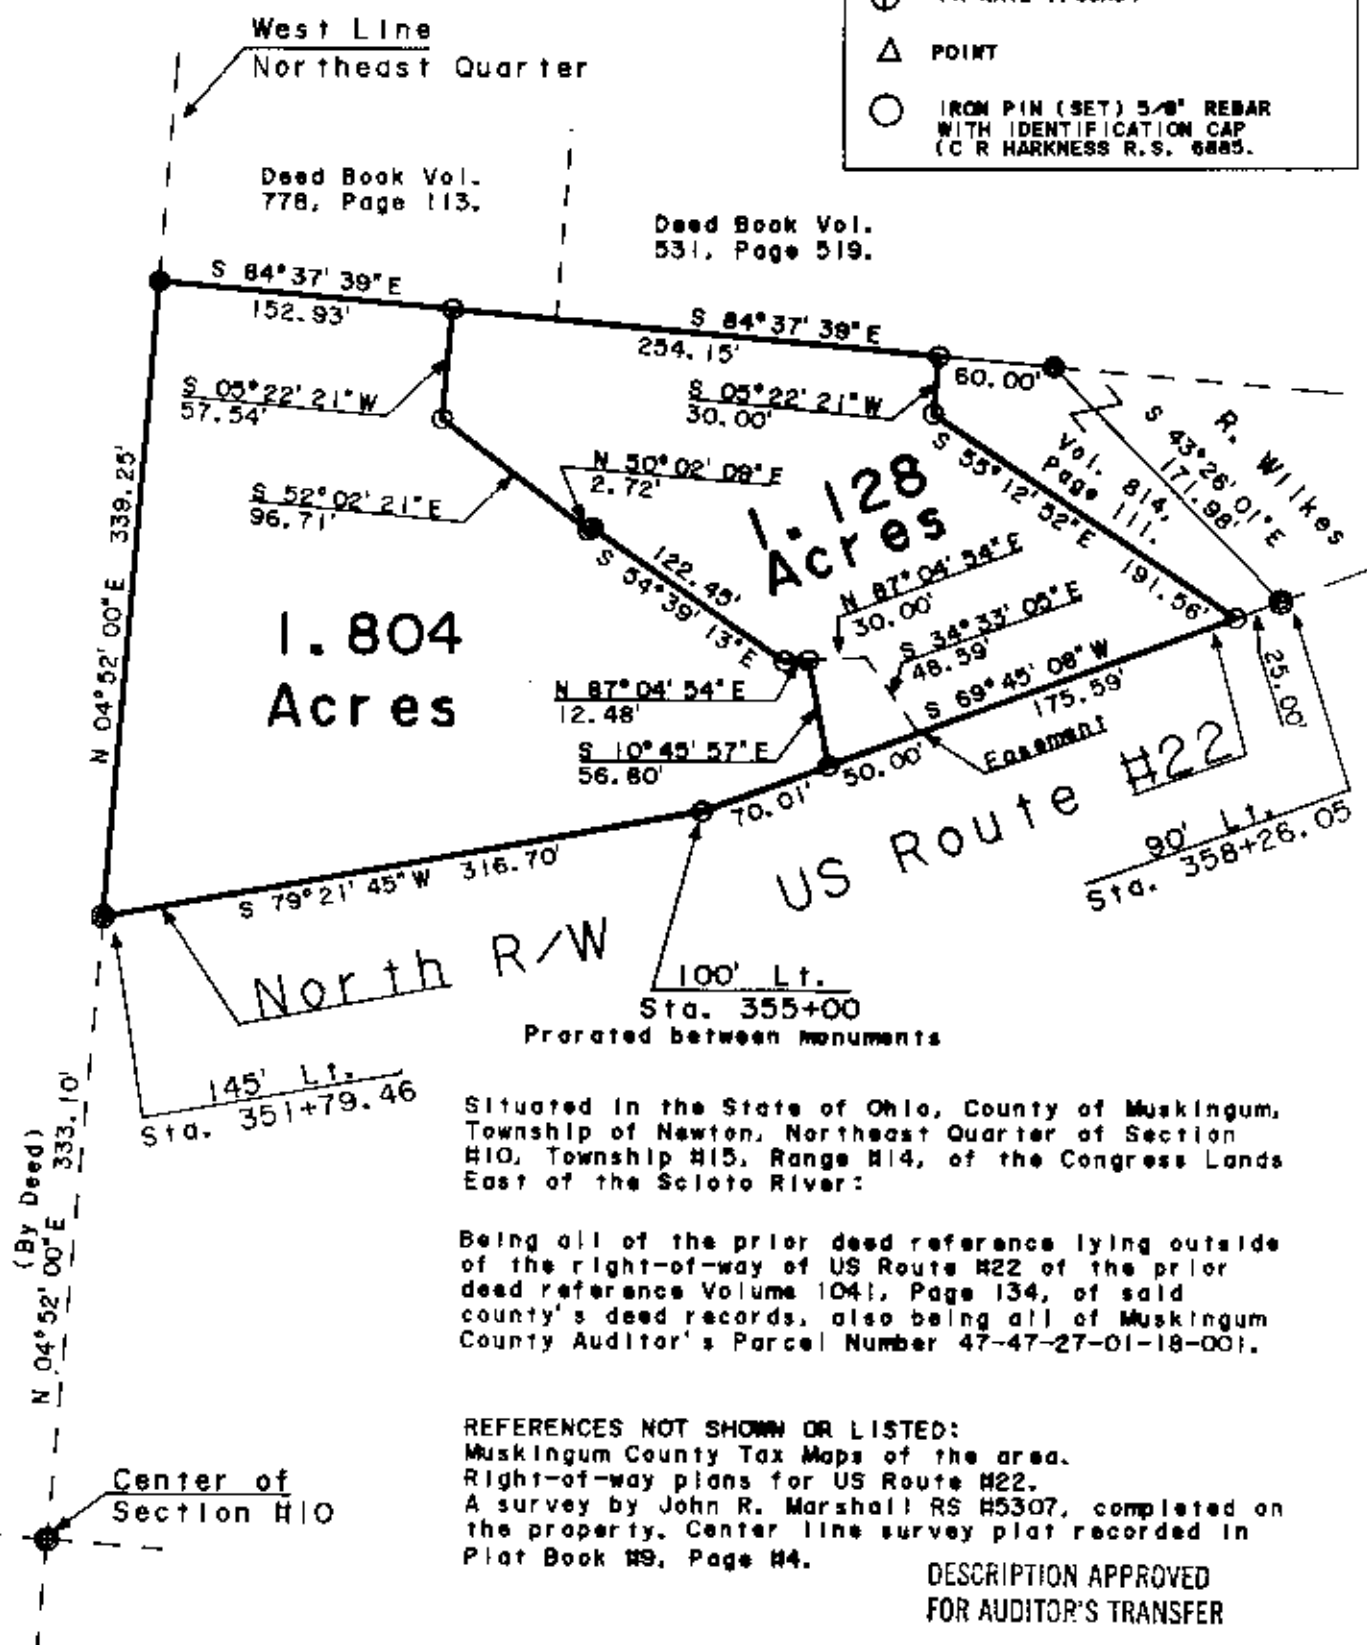 POINT
IRON PIN (SET) 5/8" REBAR
WITH IDENTIFICATION CAP
(C R HARKNESS R.S. 6885.
West Line
Northeast Quarter
Deed Book Vol.
778, Page 113.
Deed Book Vol.
531, Page 519.
S 84°37'39"E
152.93'
S 84°37'39"E
254.15'
60.00'
S 05°22'21"W
57.54'
S 05°22'21"W
30.00'
R. Wilkes
S 43°26'01"E
171.98'
Vol. 814,
Page 111.
S 55°12'52"E
191.56'
N 04°52'00"E 339.25'
S 52°02'21"E
96.71'
N 50°02'08"E
2.72'
1.128
Acres
122.45'
S 54°39'13"E
N 87°04'54"E
30.00'
S 34°33'05"E
48.59'
1.804
Acres
N 87°04'54"E
12.48'
S 10°45'57"E
56.80'
S 69°45'08"W
175.59'
25.00'
Easement
50.00'
70.01'
US Route #22
90' Lt.
Sta. 358+26.05
S 79°21'45"W 316.70'
North R/W
100' Lt.
Sta. 355+00
Prorated between monuments
145' Lt.
Sta. 351+79.46
(By Deed)
N 04°52'00"E 333.10'
Situated in the State of Ohio, County of Muskingum,
Township of Newton, Northeast Quarter of Section
#10, Township #15, Range #14, of the Congress Lands
East of the Scioto River:
Being all of the prior deed reference lying outside
of the right-of-way of US Route #22 of the prior
deed reference Volume 1041, Page 134, of said
county's deed records, also being all of Muskingum
County Auditor's Parcel Number 47-47-27-01-18-001.
REFERENCES NOT SHOWN OR LISTED:
Muskingum County Tax Maps of the area.
Right-of-way plans for US Route #22.
A survey by John R. Marshall RS #5307, completed on
the property. Center line survey plat recorded in
Plat Book #9, Page #4.
Center of
Section #10
DESCRIPTION APPROVED
FOR AUDITOR'S TRANSFER